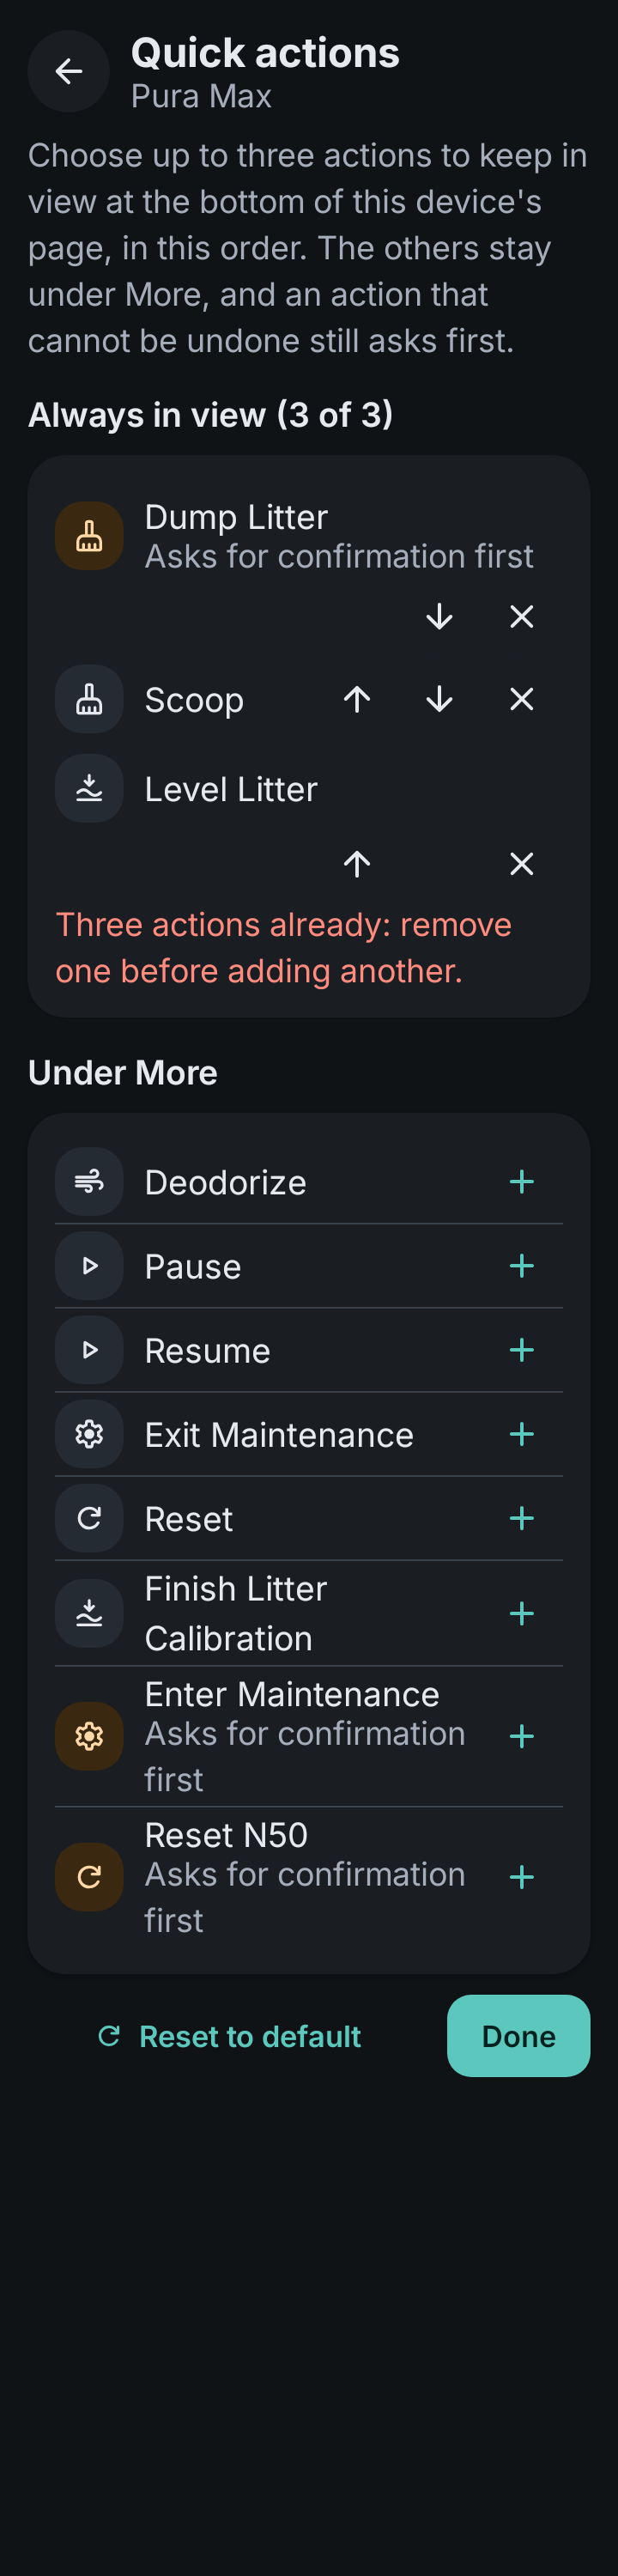 Quick actions
Pura Max
Choose up to three actions to keep in
view at the bottom of this device's
page, in this order. The others stay
under More, and an action that
cannot be undone still asks first.
Always in view (3 of 3)
Dump Litter
Asks for confirmation first
Scoop
Level Litter
Three actions already: remove
one before adding another.
Under More
Deodorize
Pause
Resume
Exit Maintenance
Reset
Finish Litter
Calibration
Enter Maintenance
Asks for confirmation
first
Reset N50
Asks for confirmation
first
Reset to default
Done